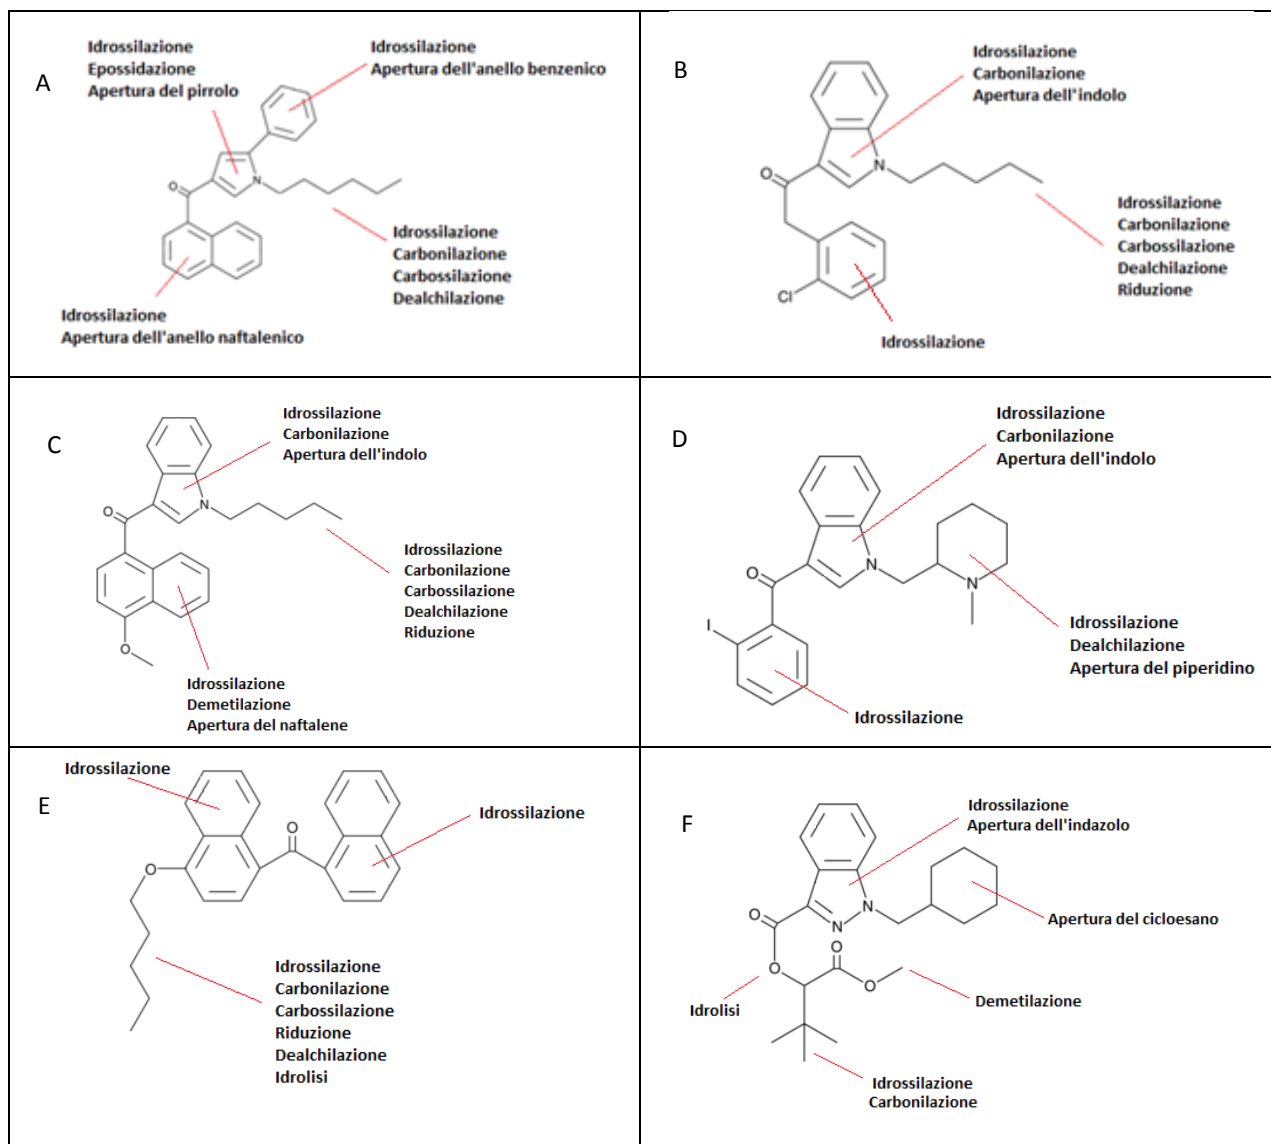 A
Idrossilazione
Epossidazione
Apertura del pirrolo
Idrossilazione
Apertura dell'anello benzenico
O
N
Idrossilazione
Carbonilazione
Carbossilazione
Dealchilazione
Idrossilazione
Apertura dell'anello naftalenico
B
Idrossilazione
Carbonilazione
Apertura dell'indolo
O
N
Cl
Idrossilazione
Carbonilazione
Carbossilazione
Dealchilazione
Riduzione
Idrossilazione
C
Idrossilazione
Carbonilazione
Apertura dell'indolo
O
N
O
Idrossilazione
Carbonilazione
Carbossilazione
Dealchilazione
Riduzione
Idrossilazione
Demetilazione
Apertura del naftalene
D
Idrossilazione
Carbonilazione
Apertura dell'indolo
O
N
N
I
Idrossilazione
Dealchilazione
Apertura del piperidino
Idrossilazione
E
Idrossilazione
O
O
Idrossilazione
Idrossilazione
Carbonilazione
Carbossilazione
Riduzione
Dealchilazione
Idrolisi
F
Idrossilazione
Apertura dell'indazolo
O
N
N
Apertura del cicloesano
O
O
O
Idrolisi
Demetilazione
Idrossilazione
Carbonilazione